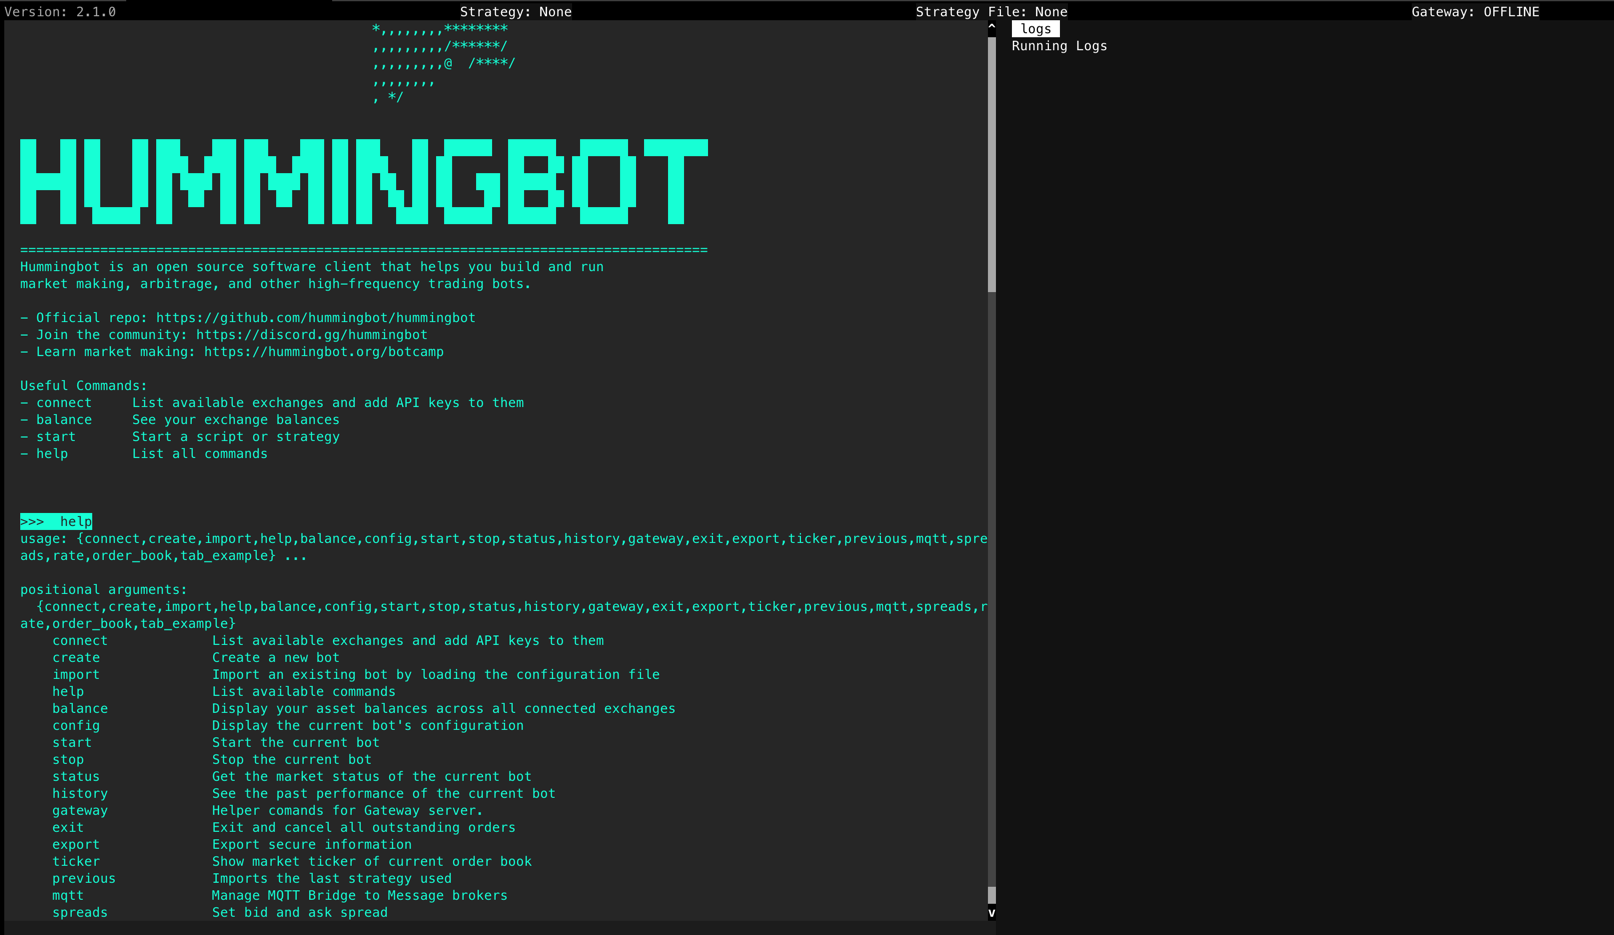 Version: 2.1.0 Strategy: None Strategy File: None Gateway: OFFLINE
*,,,,,,,,********
,,,,,,,,,/******/
,,,,,,,,,@  /****/
,,,,,,,,
, */
HUMMINGBOT
======================================================================================
Hummingbot is an open source software client that helps you build and run
market making, arbitrage, and other high-frequency trading bots.
- Official repo: https://github.com/hummingbot/hummingbot
- Join the community: https://discord.gg/hummingbot
- Learn market making: https://hummingbot.org/botcamp
Useful Commands:
- connect     List available exchanges and add API keys to them
- balance     See your exchange balances
- start       Start a script or strategy
- help        List all commands
>>>  help
usage: {connect,create,import,help,balance,config,start,stop,status,history,gateway,exit,export,ticker,previous,mqtt,spre
ads,rate,order_book,tab_example} ...
positional arguments:
  {connect,create,import,help,balance,config,start,stop,status,history,gateway,exit,export,ticker,previous,mqtt,spreads,r
ate,order_book,tab_example}
    connect             List available exchanges and add API keys to them
    create              Create a new bot
    import              Import an existing bot by loading the configuration file
    help                List available commands
    balance             Display your asset balances across all connected exchanges
    config              Display the current bot's configuration
    start               Start the current bot
    stop                Stop the current bot
    status              Get the market status of the current bot
    history             See the past performance of the current bot
    gateway             Helper comands for Gateway server.
    exit                Exit and cancel all outstanding orders
    export              Export secure information
    ticker              Show market ticker of current order book
    previous            Imports the last strategy used
    mqtt                Manage MQTT Bridge to Message brokers
    spreads             Set bid and ask spread
^
v
logs
Running Logs